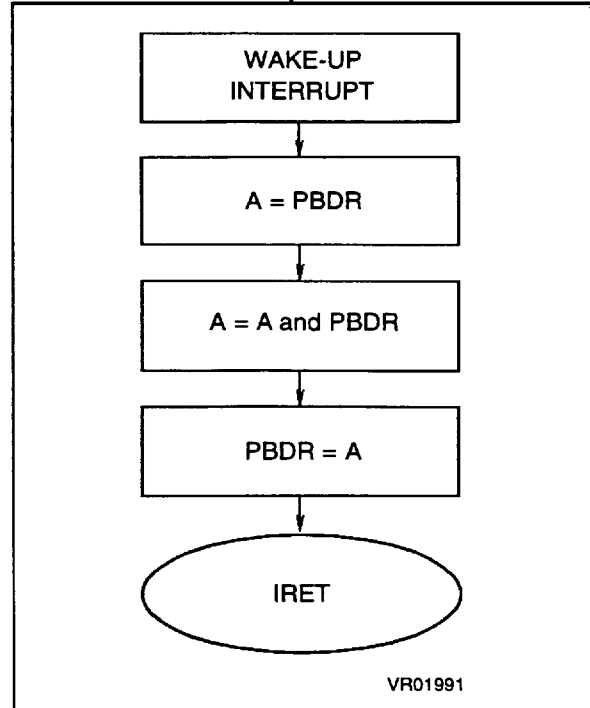 WAKE-UP
INTERRUPT
A = PBDR
A = A and PBDR
PBDR = A
IRET
VR01991